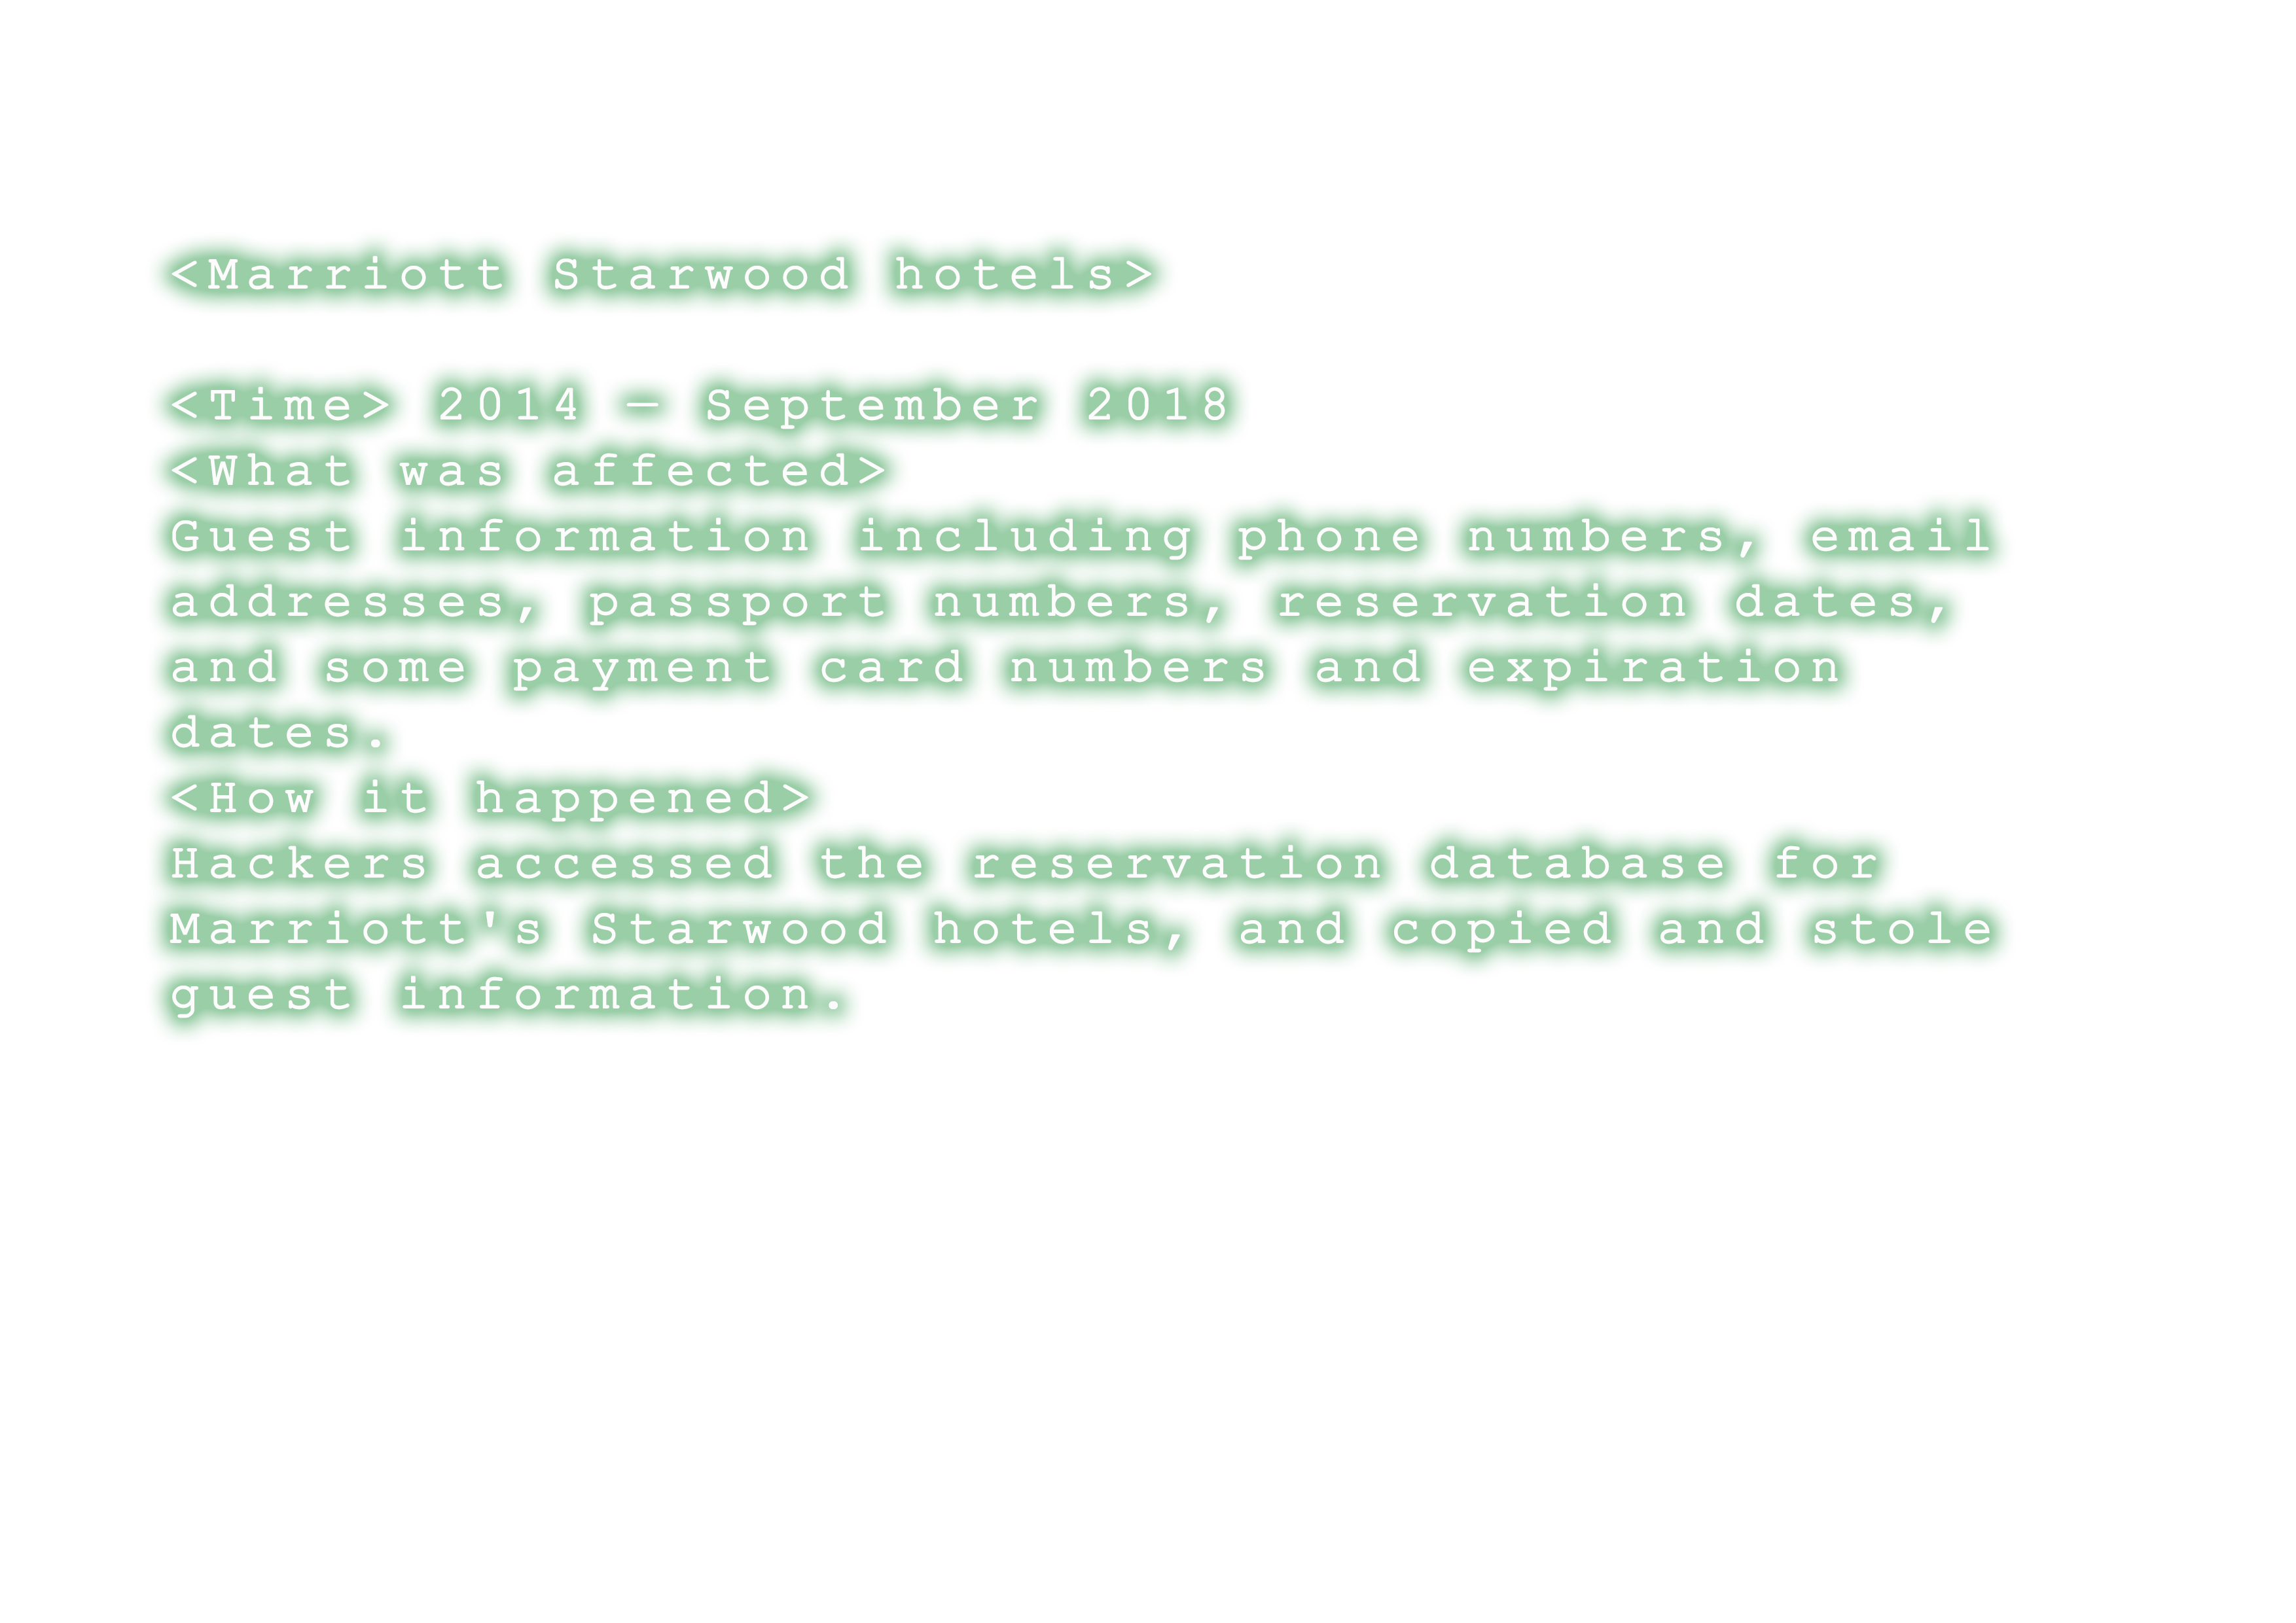 <Marriott Starwood hotels>
<Time> 2014 — September 2018
<What was affected>
Guest information including phone numbers, email
addresses, passport numbers, reservation dates,
and some payment card numbers and expiration
dates.
<How it happened>
Hackers accessed the reservation database for
Marriott's Starwood hotels, and copied and stole
guest information.